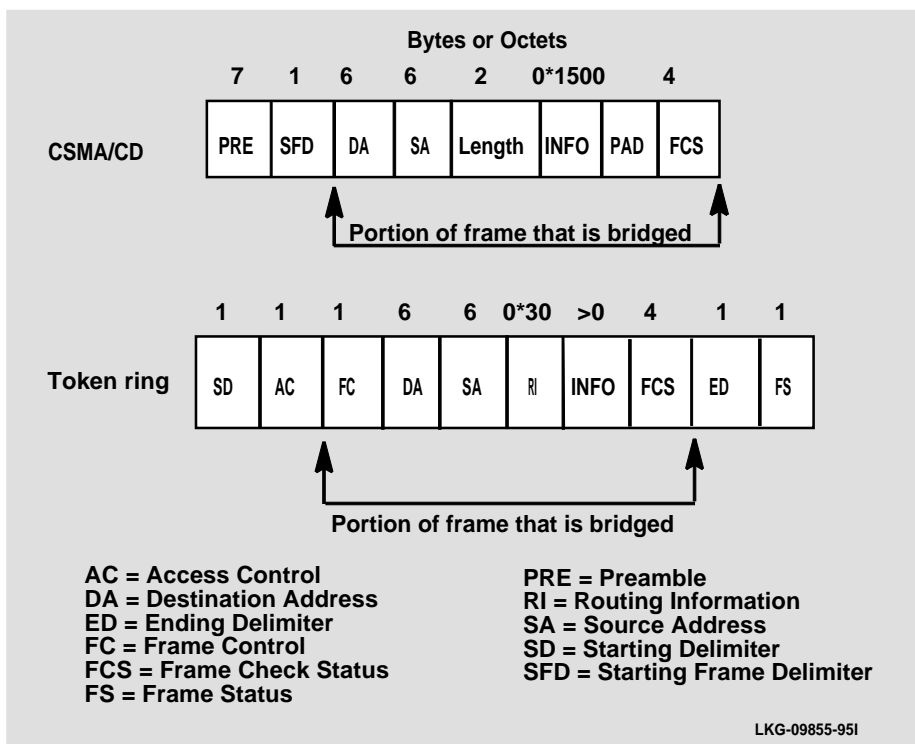 Bytes or Octets
7 1 6 6 2 0*1500 4
CSMA/CD PRE SFD DA SA Length INFO PAD FCS
Portion of frame that is bridged
1 1 1 6 6 0*30 >0 4 1 1
Token ring SD AC FC DA SA RI INFO FCS ED FS
Portion of frame that is bridged
AC = Access Control
DA = Destination Address
ED = Ending Delimiter
FC = Frame Control
FCS = Frame Check Status
FS = Frame Status
PRE = Preamble
RI = Routing Information
SA = Source Address
SD = Starting Delimiter
SFD = Starting Frame Delimiter
LKG-09855-95I